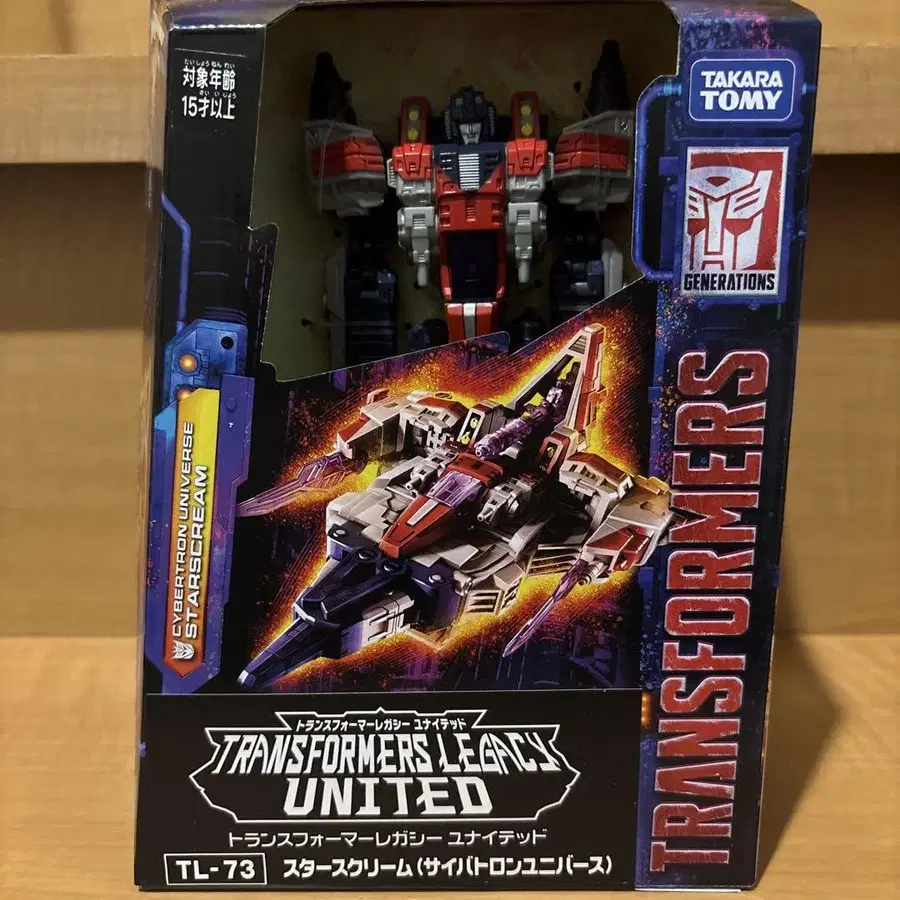 たいしょうねんれい
対象年齢
さいいじょう
15才以上
TAKARA
TOMY
GENERATIONS
TRANSFORMERS
CYBERTRON UNIVERSE
STARSCREAM
トランスフォーマーレガシー ユナイテッド
TRANSFORMERS LEGACY
UNITED
トランスフォーマーレガシー ユナイテッド
TL-73 スタースクリーム(サイバトロンユニバース)